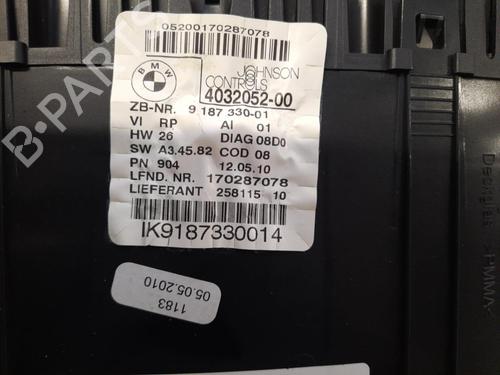 05200170287078
BMW
JOHNSON
CONTROLS
4032052-00
ZB-NR. 9 187 330-01
VI RP AI 01
HW 26 DIAG 08D0
SW A3.45.82 COD 08
PN 904 12.05.10
LFND. NR. 170287078
LIEFERANT 258115 10
IK9187330014
1183
05.05.2010
Deckglas >PMMA<
B-PARTS